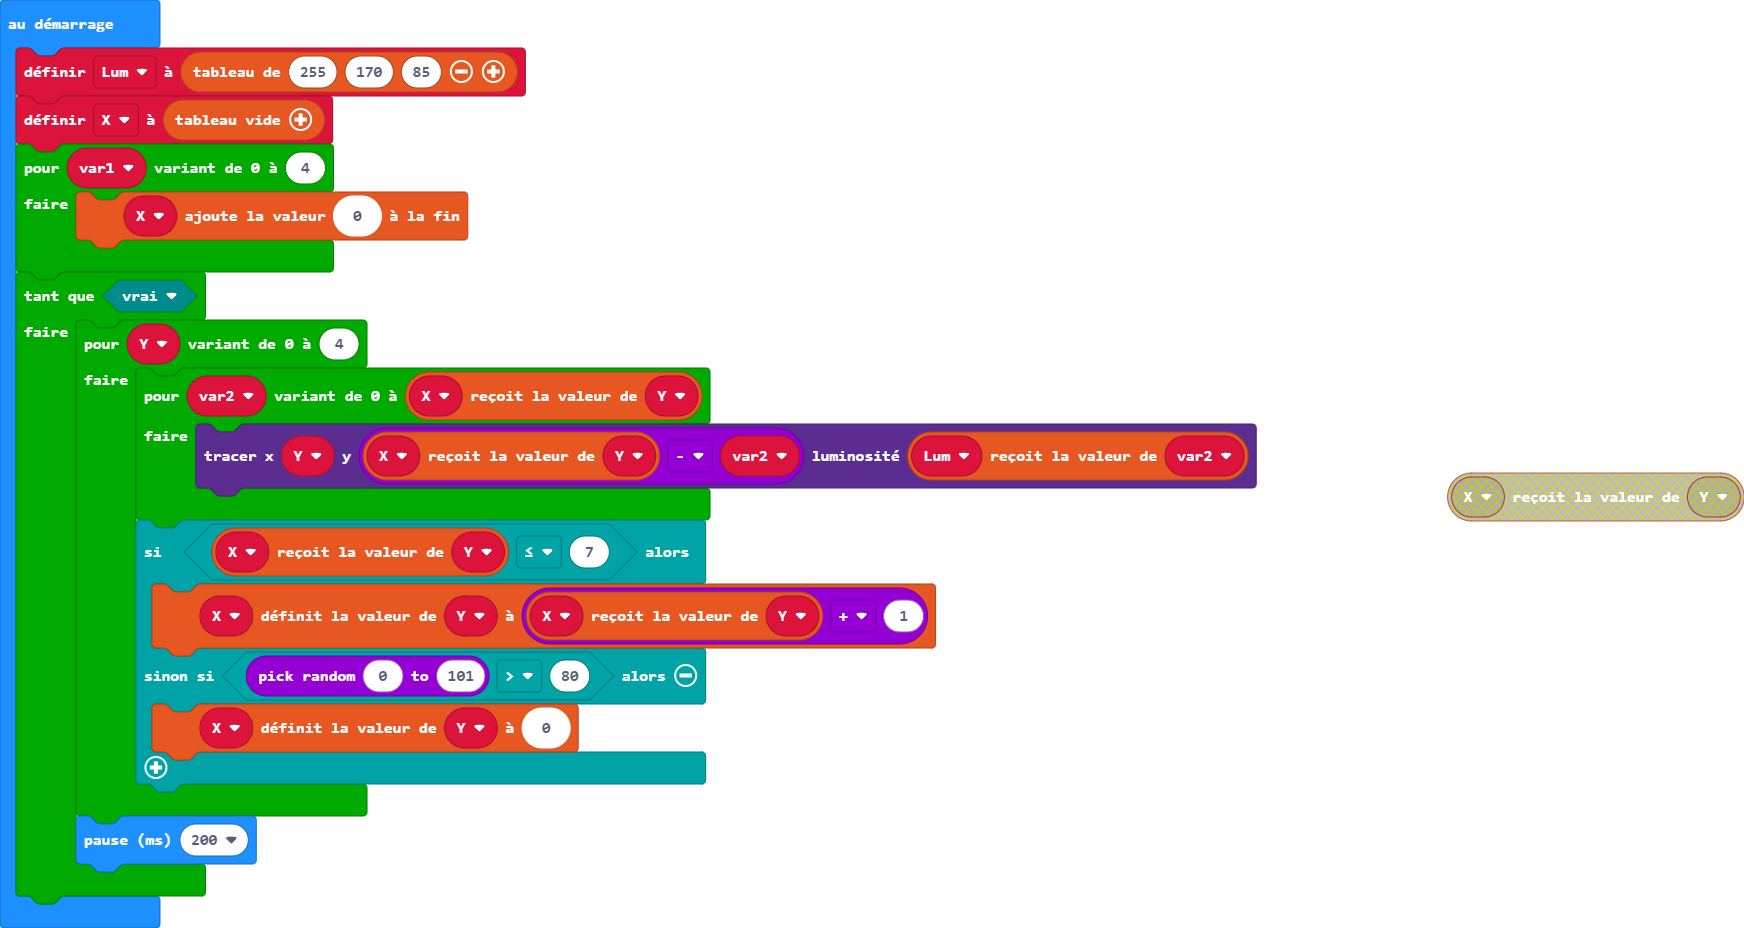 au démarrage
définir Lum à tableau de 255 170 85
définir X à tableau vide
pour var1 variant de 0 à 4
faire X ajoute la valeur 0 à la fin
tant que vrai
faire pour Y variant de 0 à 4
faire pour var2 variant de 0 à X reçoit la valeur de Y
faire tracer x Y y X reçoit la valeur de Y - var2 luminosité Lum reçoit la valeur de var2
X reçoit la valeur de Y
si X reçoit la valeur de Y ≤ 7 alors
X définit la valeur de Y à X reçoit la valeur de Y + 1
sinon si pick random 0 to 101 > 80 alors
X définit la valeur de Y à 0
pause (ms) 200